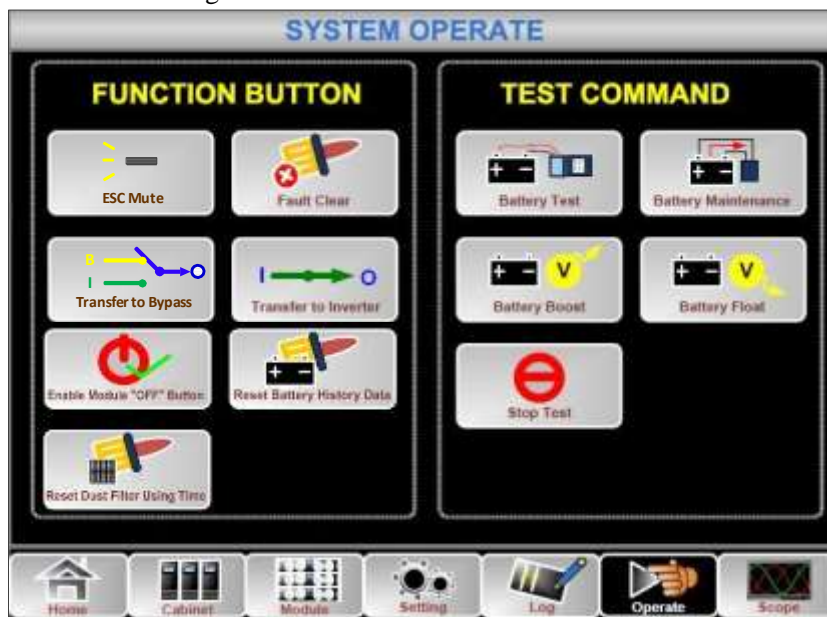 SYSTEM OPERATE
FUNCTION BUTTON
ESC Mute
Fault Clear
B
I
Transfer to Bypass
I O
Transfer to Inverter
Enable Module "OFF" Button
Reset Battery History Data
Reset Dust Filter Using Time
TEST COMMAND
Battery Test
Battery Maintenance
V
Battery Boost
V
Battery Float
Stop Test
Home
Cabinet
Module
Setting
Log
Operate
Scope